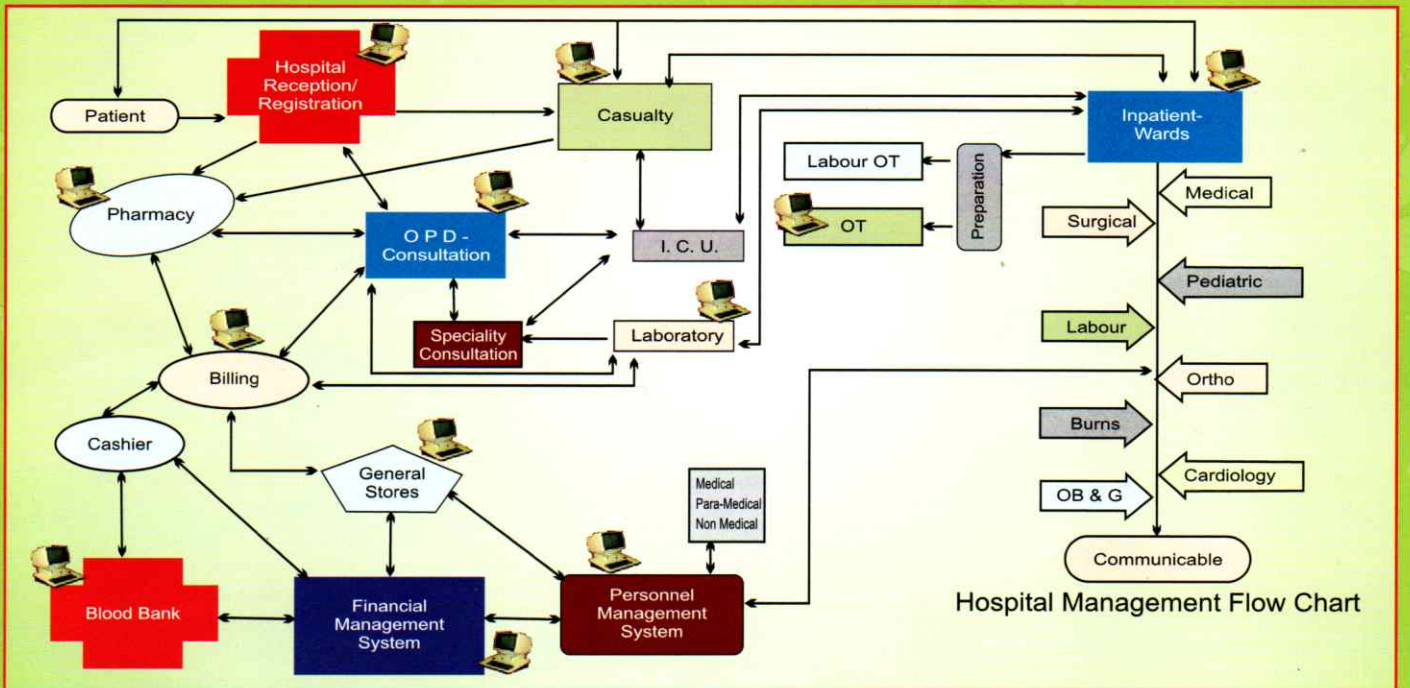 Hospital
Reception/
Registration
Patient
Casualty
Inpatient-
Wards
Labour OT
Preparation
Medical
Pharmacy
Surgical
OT
O P D -
Consultation
I. C. U.
Pediatric
Speciality
Consultation
Laboratory
Labour
Billing
Ortho
Burns
Cashier
General
Stores
Medical
Para-Medical
Non Medical
Cardiology
OB & G
Communicable
Blood Bank
Financial
Management
System
Personnel
Management
System
Hospital Management Flow Chart